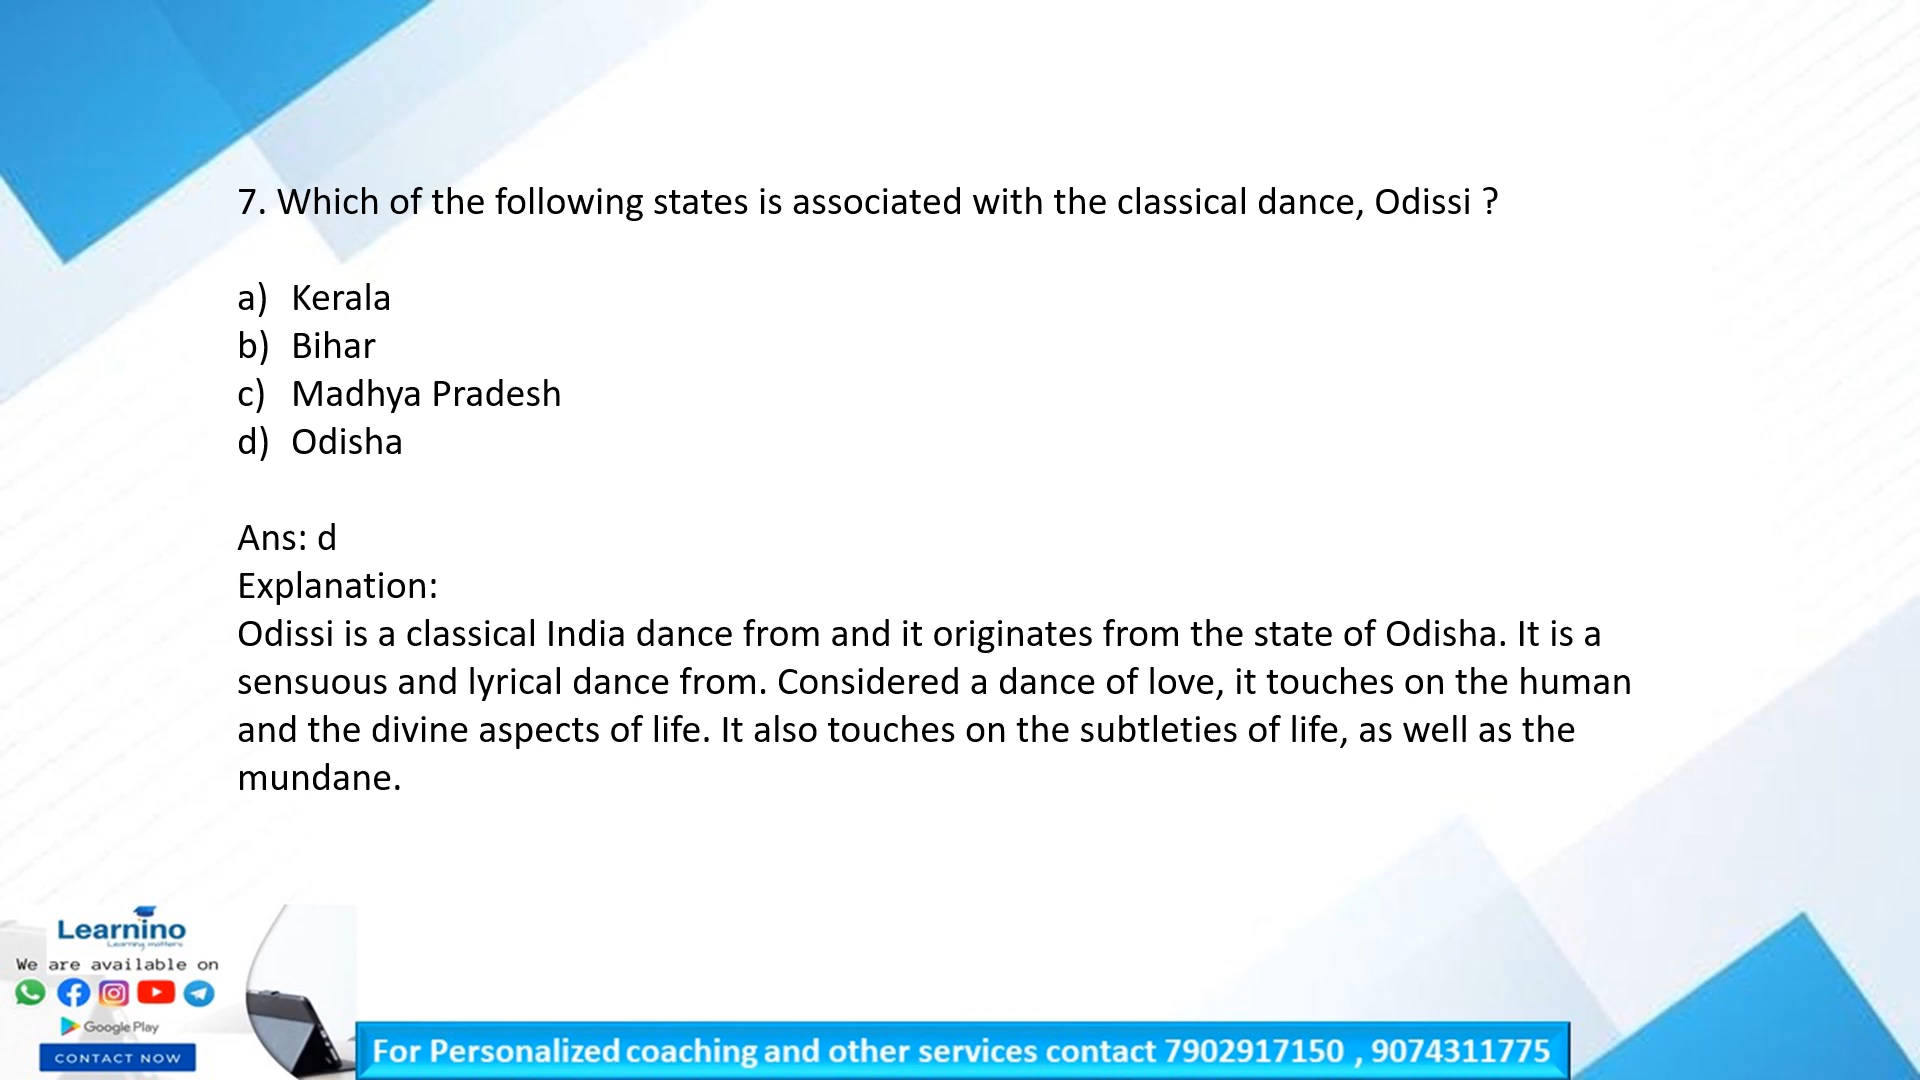 7. Which of the following states is associated with the classical dance, Odissi ?
a) Kerala
b) Bihar
c) Madhya Pradesh
d) Odisha
Ans: d
Explanation:
Odissi is a classical India dance from and it originates from the state of Odisha. It is a
sensuous and lyrical dance from. Considered a dance of love, it touches on the human
and the divine aspects of life. It also touches on the subtleties of life, as well as the
mundane.
Learnino
Learning matters
We are available on
Google Play
CONTACT NOW
For Personalized coaching and other services contact 7902917150 , 9074311775